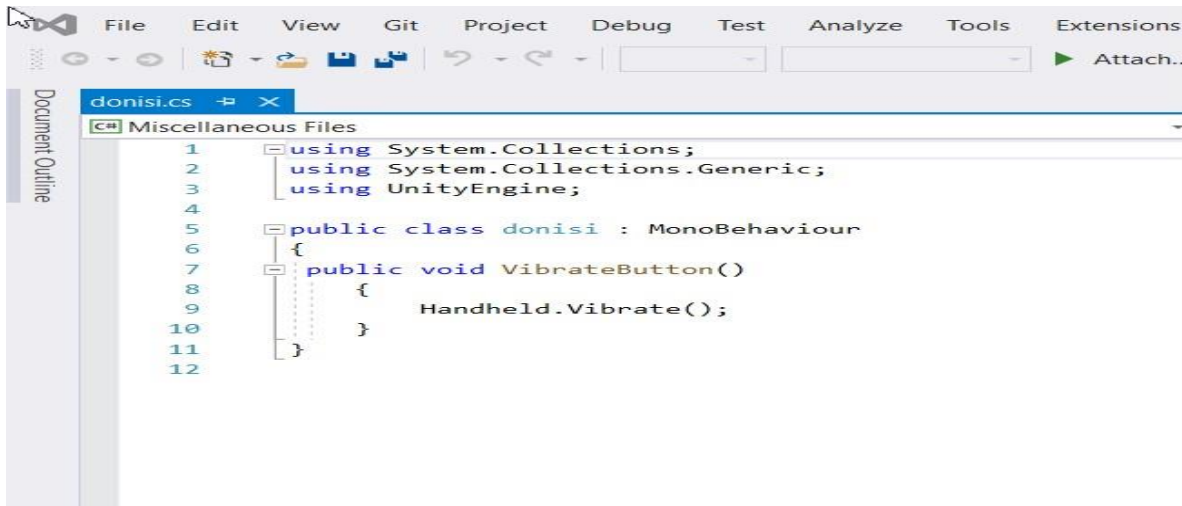 File Edit View Git Project Debug Test Analyze Tools Extensions
Attach..
Document Outline
donisi.cs
C# Miscellaneous Files
1 using System.Collections;
2 using System.Collections.Generic;
3 using UnityEngine;
4
5 public class donisi : MonoBehaviour
6 {
7 public void VibrateButton()
8 {
9 Handheld.Vibrate();
10 }
11 }
12